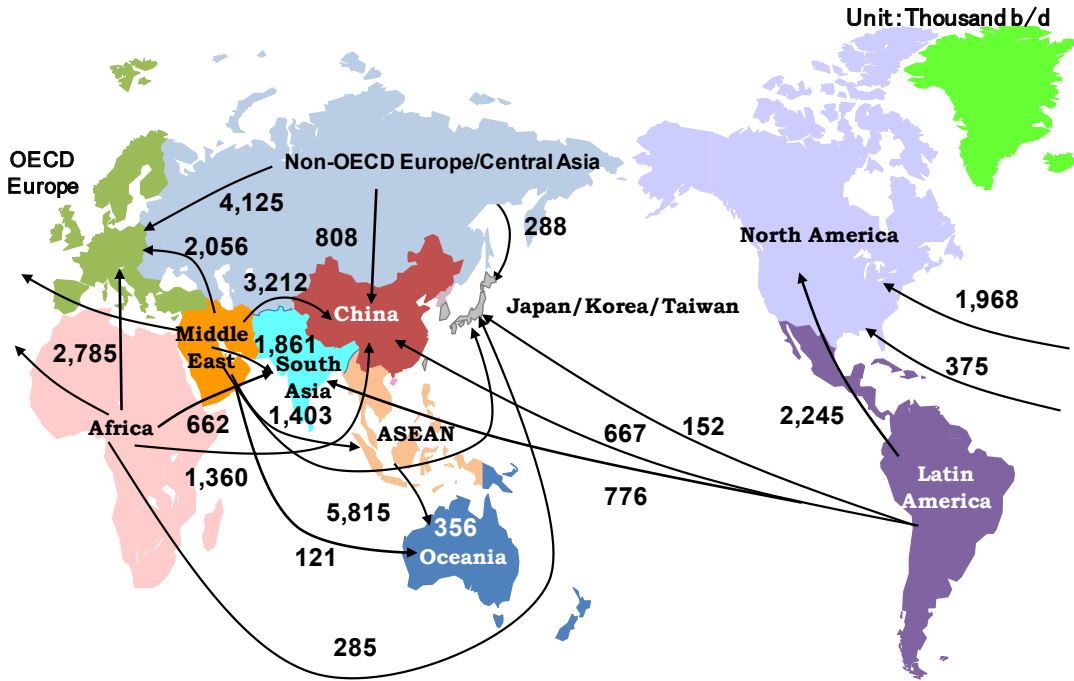 Unit:Thousand b/d
OECD
Europe
Non-OECD Europe/Central Asia
4,125
2,056
808
288
3,212
North America
China
Japan/Korea/Taiwan
1,968
Middle
East
1,861
South
Asia
2,785
375
Africa
662
1,403
ASEAN
2,245
667
152
1,360
776
Latin
America
5,815
356
Oceania
121
285